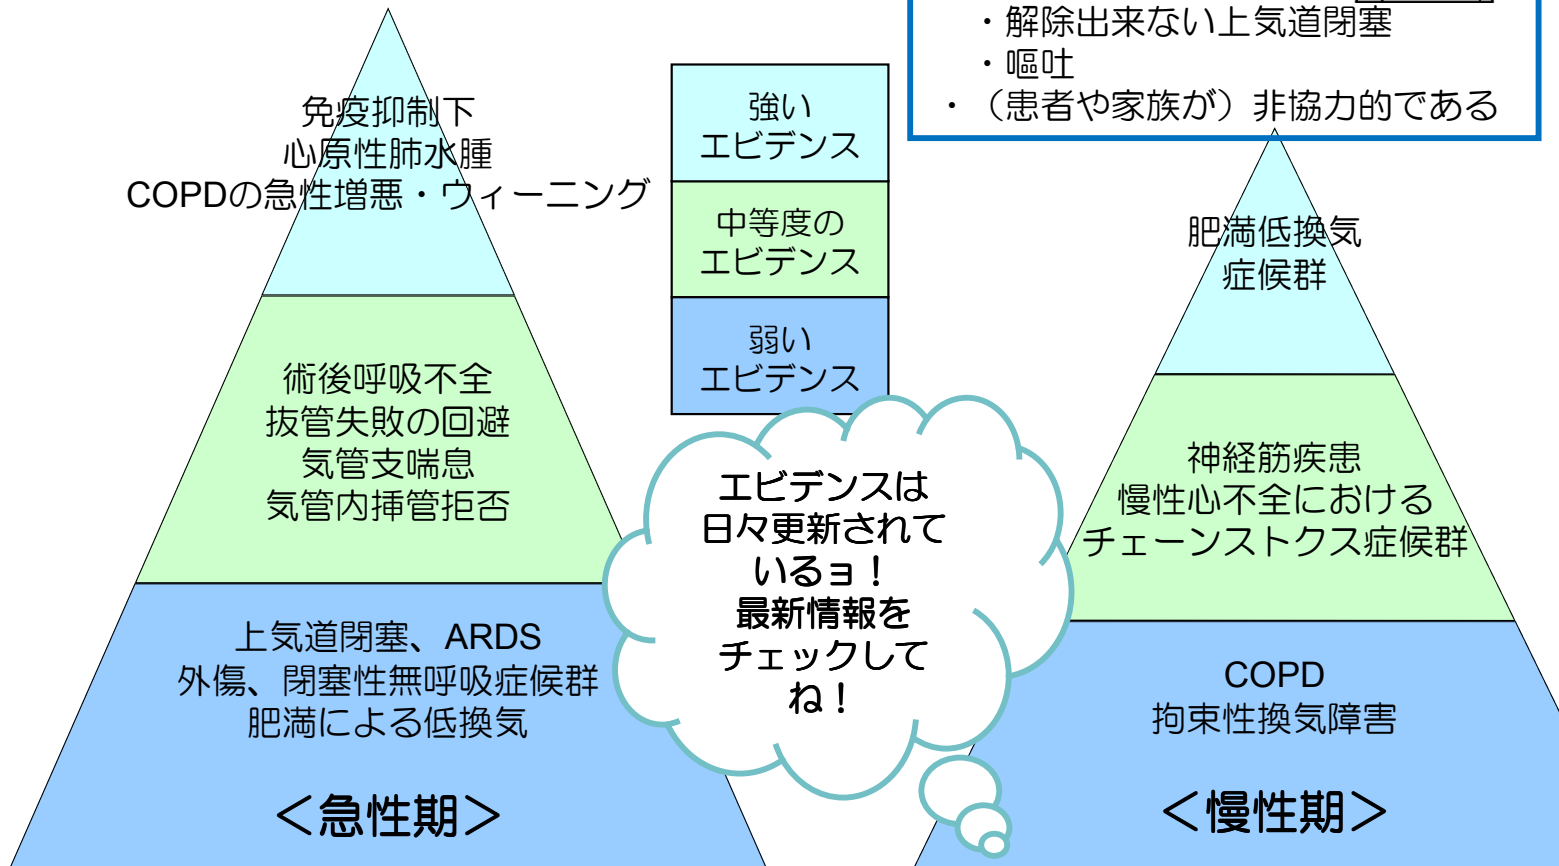 ・解除出来ない上気道閉塞
・嘔吐
・（患者や家族が）非協力的である
免疫抑制下
心原性肺水腫
COPDの急性増悪・ウィーニング
術後呼吸不全
抜管失敗の回避
気管支喘息
気管内挿管拒否
上気道閉塞、ARDS
外傷、閉塞性無呼吸症候群
肥満による低換気
＜急性期＞
強い
エビデンス
中等度の
エビデンス
弱い
エビデンス
エビデンスは
日々更新されて
いるョ！
最新情報を
チェックして
ね！
肥満低換気
症候群
神経筋疾患
慢性心不全における
チェーンストクス症候群
COPD
拘束性換気障害
＜慢性期＞